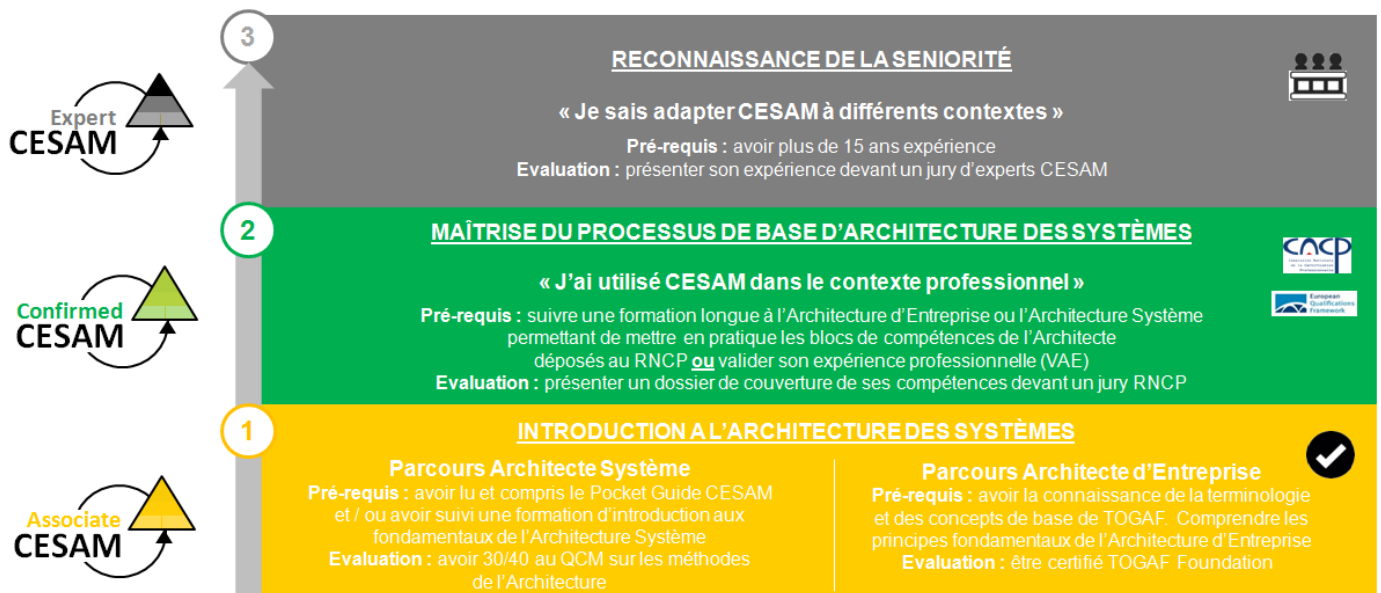 3
RECONNAISSANCE DE LA SENIORITÉ
« Je sais adapter CESAM à différents contextes »
Pré-requis : avoir plus de 15 ans expérience
Evaluation : présenter son expérience devant un jury d'experts CESAM
Expert
CESAM
2
MAÎTRISE DU PROCESSUS DE BASE D'ARCHITECTURE DES SYSTÈMES
« J'ai utilisé CESAM dans le contexte professionnel »
Pré-requis : suivre une formation longue à l'Architecture d'Entreprise ou l'Architecture Système
permettant de mettre en pratique les blocs de compétences de l'Architecte
déposés au RNCP ou valider son expérience professionnelle (VAE)
Evaluation : présenter un dossier de couverture de ses compétences devant un jury RNCP
cncp
European
Qualifications
Framework
Confirmed
CESAM
1
INTRODUCTION A L'ARCHITECTURE DES SYSTÈMES
Parcours Architecte Système
Pré-requis : avoir lu et compris le Pocket Guide CESAM
et / ou avoir suivi une formation d'introduction aux
fondamentaux de l'Architecture Système
Evaluation : avoir 30/40 au QCM sur les méthodes
de l'Architecture
Parcours Architecte d'Entreprise
Pré-requis : avoir la connaissance de la terminologie
et des concepts de base de TOGAF. Comprendre les
principes fondamentaux de l'Architecture d'Entreprise
Evaluation : être certifié TOGAF Foundation
Associate
CESAM